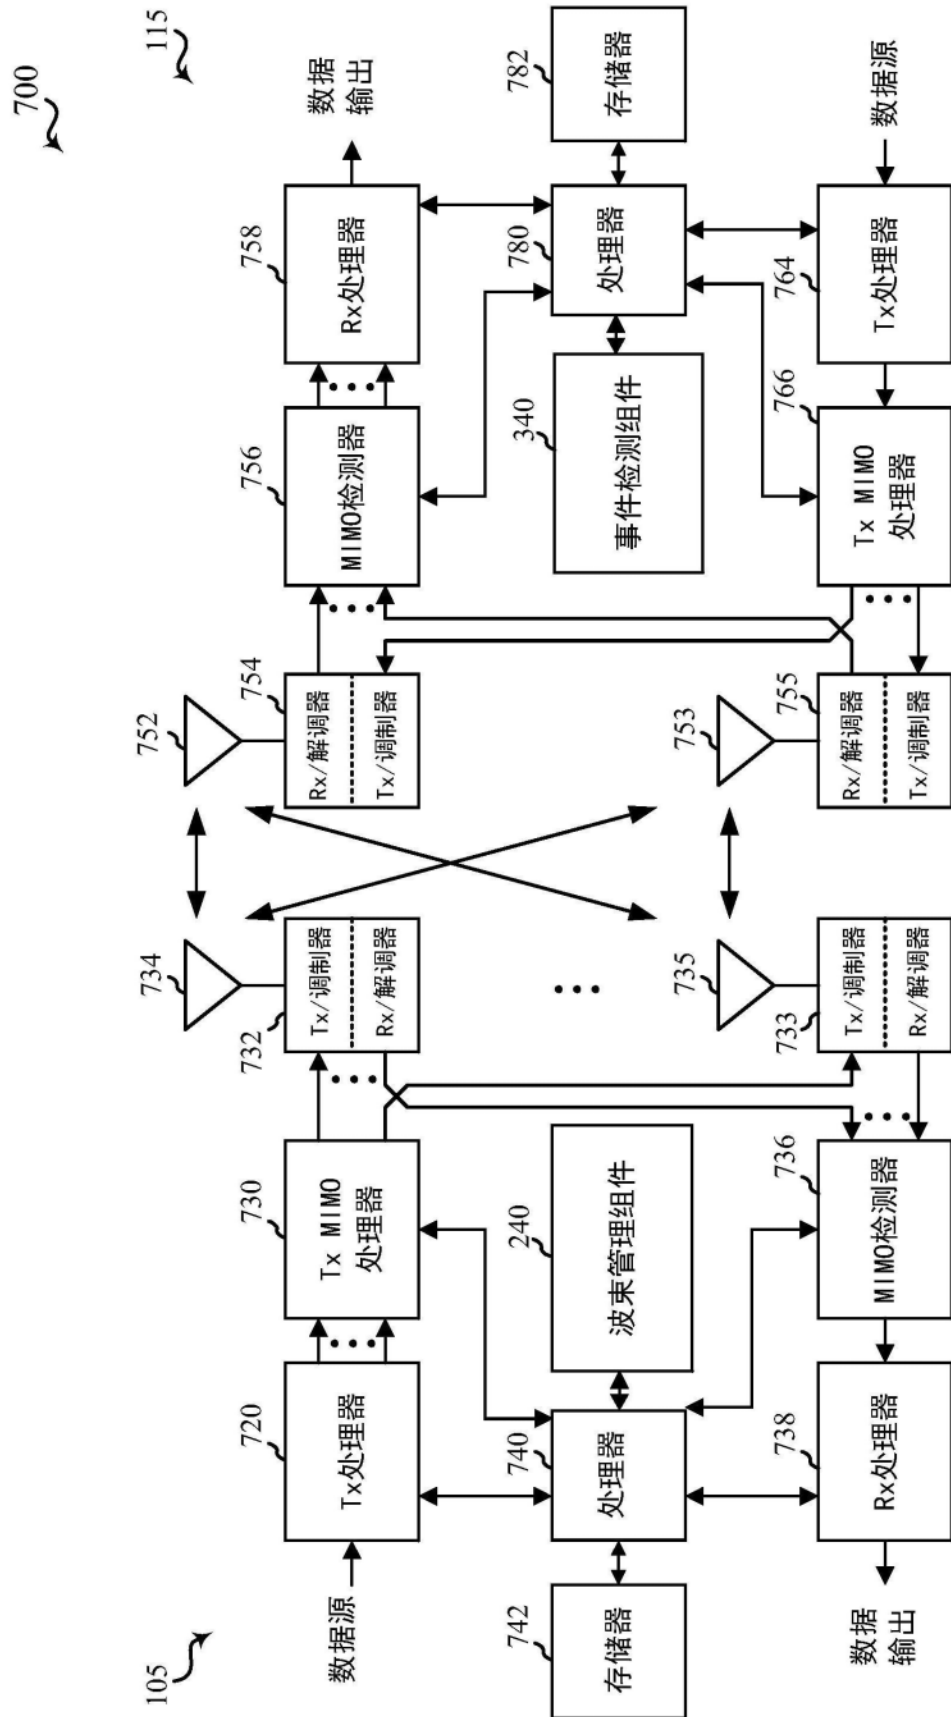 700
105
115
数据源
720
Tx处理器
730
Tx MIMO
处理器
732
Tx/调制器
Rx/解调器
734
752
754
Rx/解调器
Tx/调制器
756
MIMO检测器
758
Rx处理器
数据
输出
742
存储器
740
处理器
240
波束管理组件
340
事件检测组件
780
处理器
782
存储器
数据
输出
738
Rx处理器
736
MIMO检测器
733
Tx/调制器
Rx/解调器
735
753
755
Rx/解调器
Tx/调制器
766
Tx MIMO
处理器
764
Tx处理器
数据源